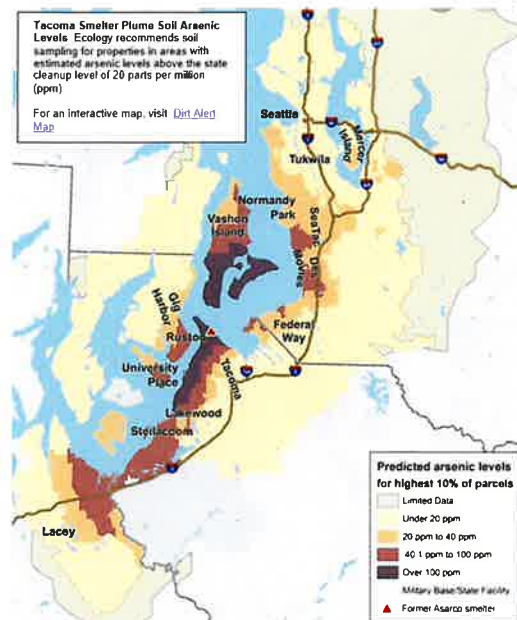 Tacoma Smelter Plume Soil Arsenic
Levels Ecology recommends soil
sampling for properties in areas with
estimated arsenic levels above the state
cleanup level of 20 parts per million
(ppm)
For an interactive map, visit Dirt Alert
Map
Seattle
Mercer
Island
Tukwila
Normandy
Park
Vashon
Island
SeaTac
Des
Moines
Gig
Harbor
Ruston
Federal
Way
University
Place
Tacoma
Lakewood
Steilacoom
Lacey
Predicted arsenic levels
for highest 10% of parcels
Limited Data
Under 20 ppm
20 ppm to 40 ppm
40.1 ppm to 100 ppm
Over 100 ppm
Military Base/State Facility
Former Asarco smelter